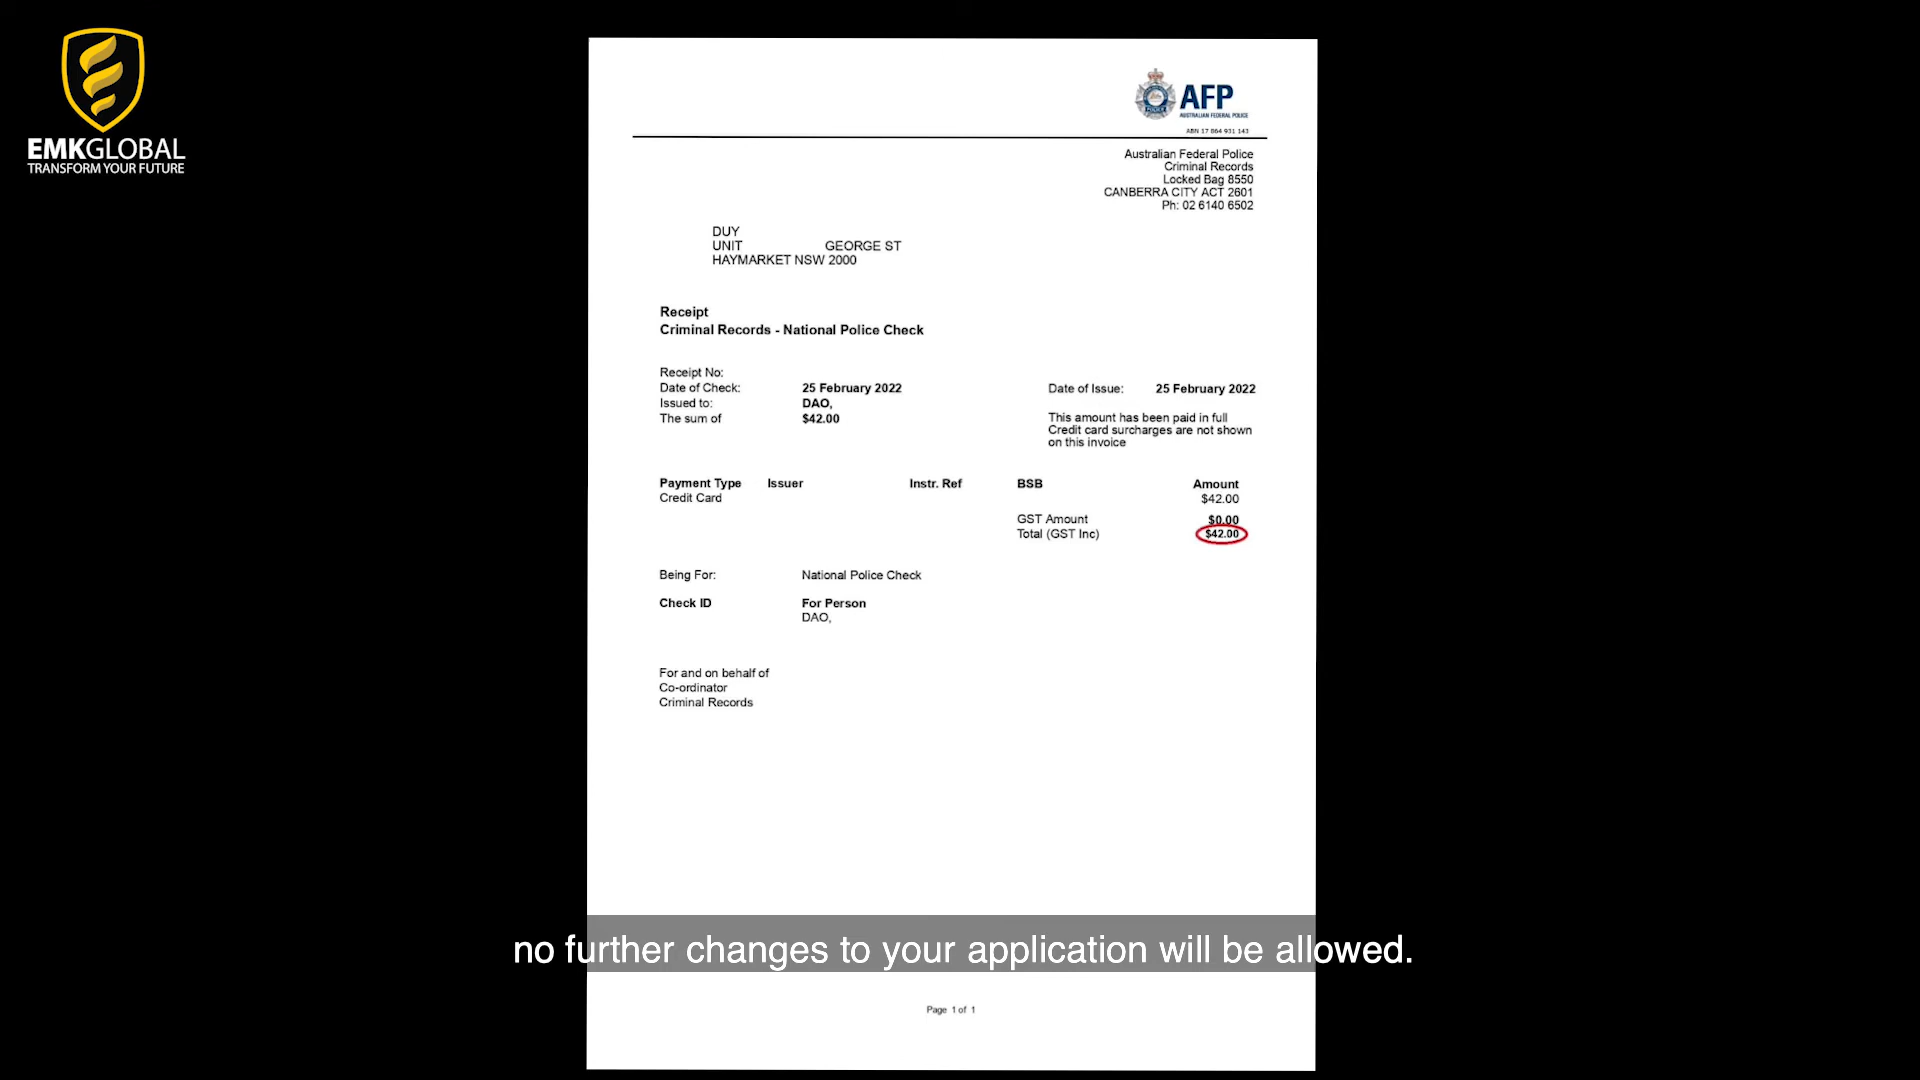 EMKGLOBAL
TRANSFORM YOUR FUTURE
AFP
AUSTRALIAN FEDERAL POLICE
ABN 17 864 931 143
Australian Federal Police
Criminal Records
Locked Bag 8550
CANBERRA CITY ACT 2601
Ph: 02 6140 6502
DUY
UNIT GEORGE ST
HAYMARKET NSW 2000
Receipt
Criminal Records - National Police Check
Receipt No:
Date of Check: 25 February 2022 Date of Issue: 25 February 2022
Issued to: DAO,
The sum of $42.00
This amount has been paid in full
Credit card surcharges are not shown
on this invoice
Payment Type Issuer Instr. Ref BSB Amount
Credit Card $42.00
GST Amount $0.00
Total (GST Inc) $42.00
Being For: National Police Check
Check ID For Person
DAO,
For and on behalf of
Co-ordinator
Criminal Records
no further changes to your application will be allowed.
Page 1 of 1